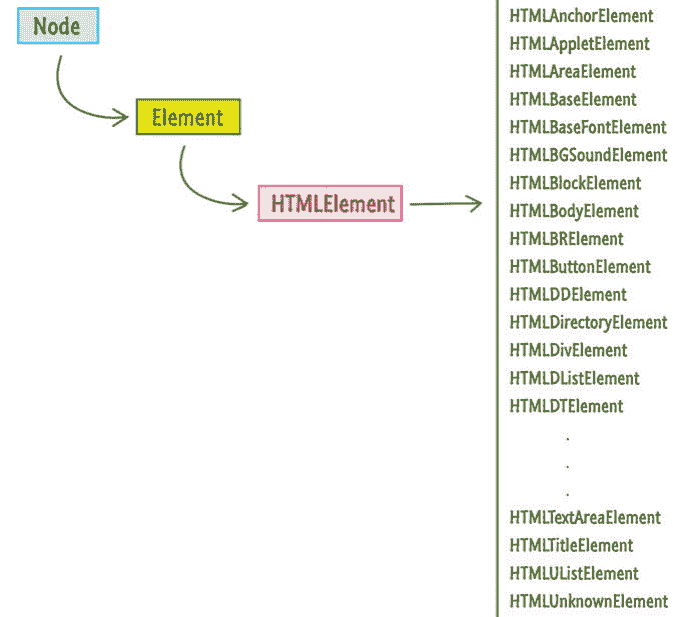 Node
Element
HTMLElement
HTMLAnchorElement
HTMLAppletElement
HTMLAreaElement
HTMLBaseElement
HTMLBaseFontElement
HTMLBGSoundElement
HTMLBlockElement
HTMLBodyElement
HTMLBRElement
HTMLButtonElement
HTMLDDElement
HTMLDirectoryElement
HTMLDivElement
HTMLDListElement
HTMLDTElement
.
.
.
HTMLTextAreaElement
HTMLTitleElement
HTMLUListElement
HTMLUnknownElement